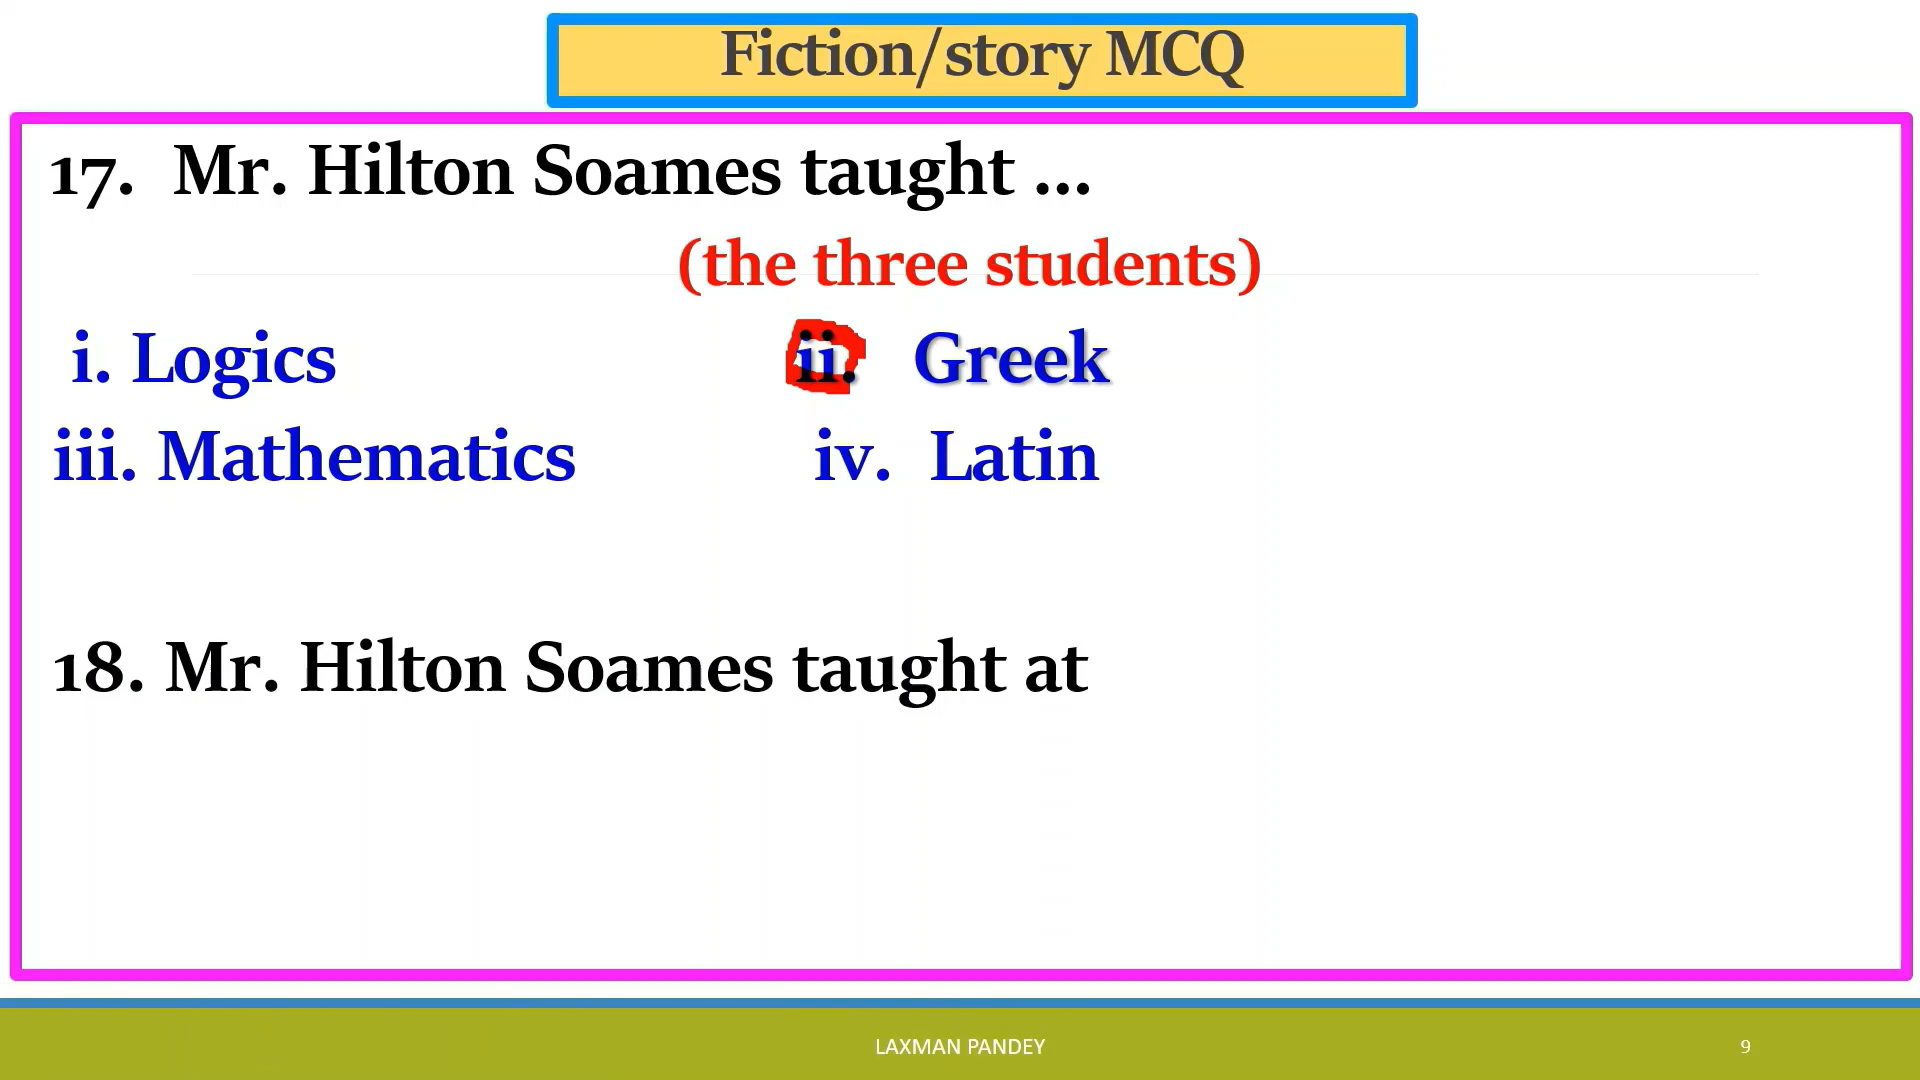 Fiction/story MCQ
17. Mr. Hilton Soames taught ...
(the three students)
i. Logics ii. Greek
iii. Mathematics iv. Latin
18. Mr. Hilton Soames taught at
LAXMAN PANDEY 9